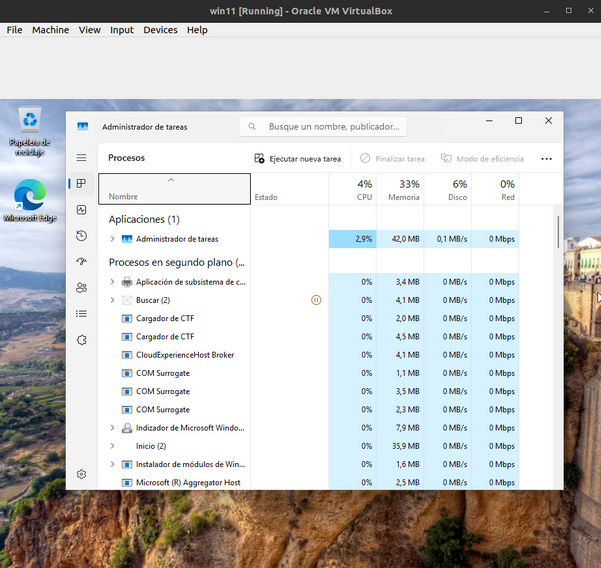 win11 [Running] - Oracle VM VirtualBox
File Machine View Input Devices Help
Papelera de
reciclaje
Microsoft Edge
Administrador de tareas
Busque un nombre, publicador...
Procesos
Ejecutar nueva tarea
Finalizar tarea
Modo de eficiencia
...
4% 33% 6% 0%
Nombre Estado CPU Memoria Disco Red
Aplicaciones (1)
Administrador de tareas 2,9% 42,0 MB 0,1 MB/s 0 Mbps
Procesos en segundo plano (...
Aplicación de subsistema de c... 0% 3,4 MB 0 MB/s 0 Mbps
Buscar (2) 0% 4,1 MB 0 MB/s 0 Mbps
Cargador de CTF 0% 2,0 MB 0 MB/s 0 Mbps
Cargador de CTF 0% 4,5 MB 0 MB/s 0 Mbps
CloudExperienceHost Broker 0% 4,1 MB 0 MB/s 0 Mbps
COM Surrogate 0% 1,1 MB 0 MB/s 0 Mbps
COM Surrogate 0% 3,5 MB 0 MB/s 0 Mbps
COM Surrogate 0% 2,3 MB 0 MB/s 0 Mbps
Indizador de Microsoft Windo... 0% 7,9 MB 0 MB/s 0 Mbps
Inicio (2) 0% 35,9 MB 0 MB/s 0 Mbps
Instalador de módulos de Win... 0% 1,6 MB 0 MB/s 0 Mbps
Microsoft (R) Aggregator Host 0% 2,5 MB 0 MB/s 0 Mbps